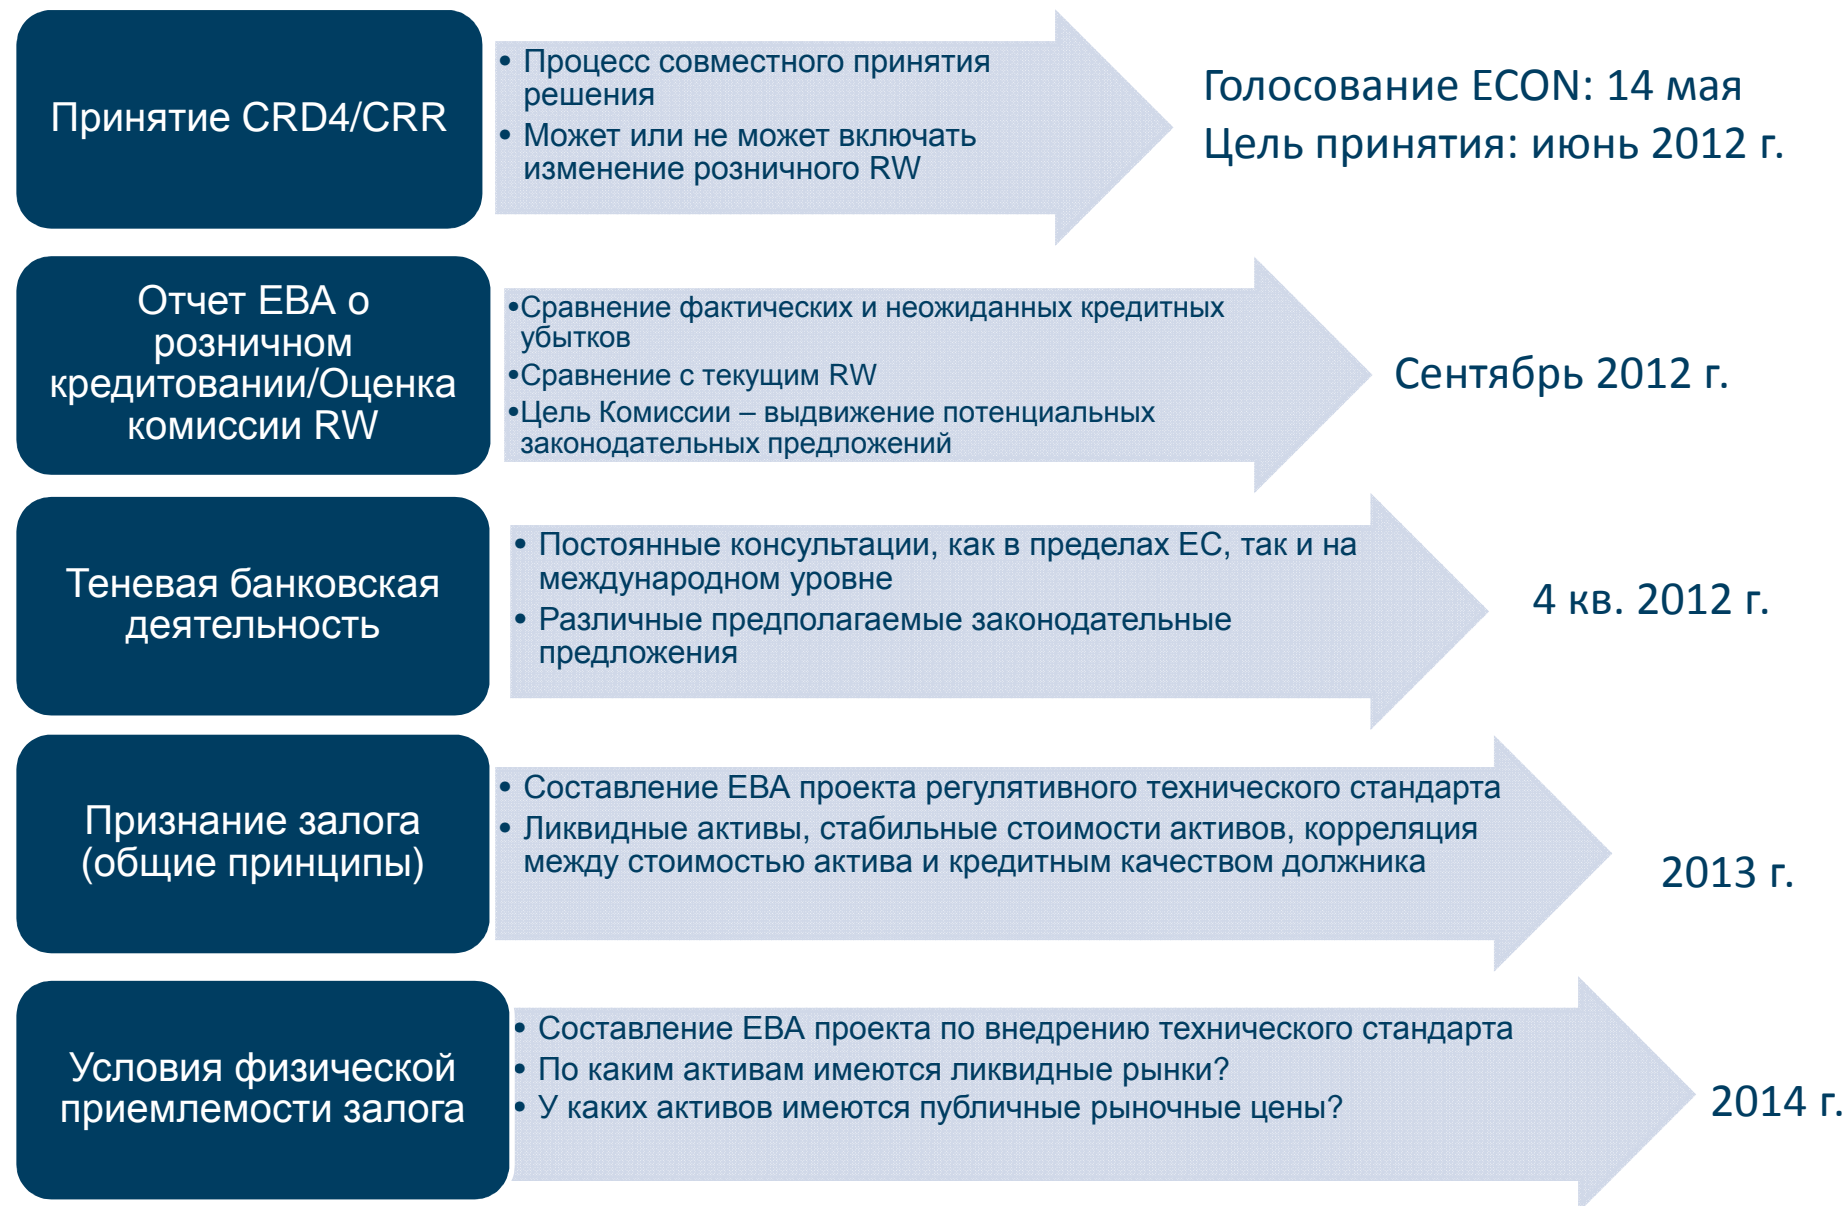 Принятие CRD4/CRR
• Процесс совместного принятия
решения
• Может или не может включать
изменение розничного RW
Голосование ECON: 14 мая
Цель принятия: июнь 2012 г.
Отчет EBA о
розничном
кредитовании/Оценка
комиссии RW
•Сравнение фактических и неожиданных кредитных
убытков
•Сравнение с текущим RW
•Цель Комиссии – выдвижение потенциальных
законодательных предложений
Сентябрь 2012 г.
Теневая банковская
деятельность
• Постоянные консультации, как в пределах ЕС, так и на
международном уровне
• Различные предполагаемые законодательные
предложения
4 кв. 2012 г.
Признание залога
(общие принципы)
• Составление EBA проекта регулятивного технического стандарта
• Ликвидные активы, стабильные стоимости активов, корреляция
между стоимостью актива и кредитным качеством должника
2013 г.
Условия физической
приемлемости залога
• Составление EBA проекта по внедрению технического стандарта
• По каким активам имеются ликвидные рынки?
• У каких активов имеются публичные рыночные цены?
2014 г.